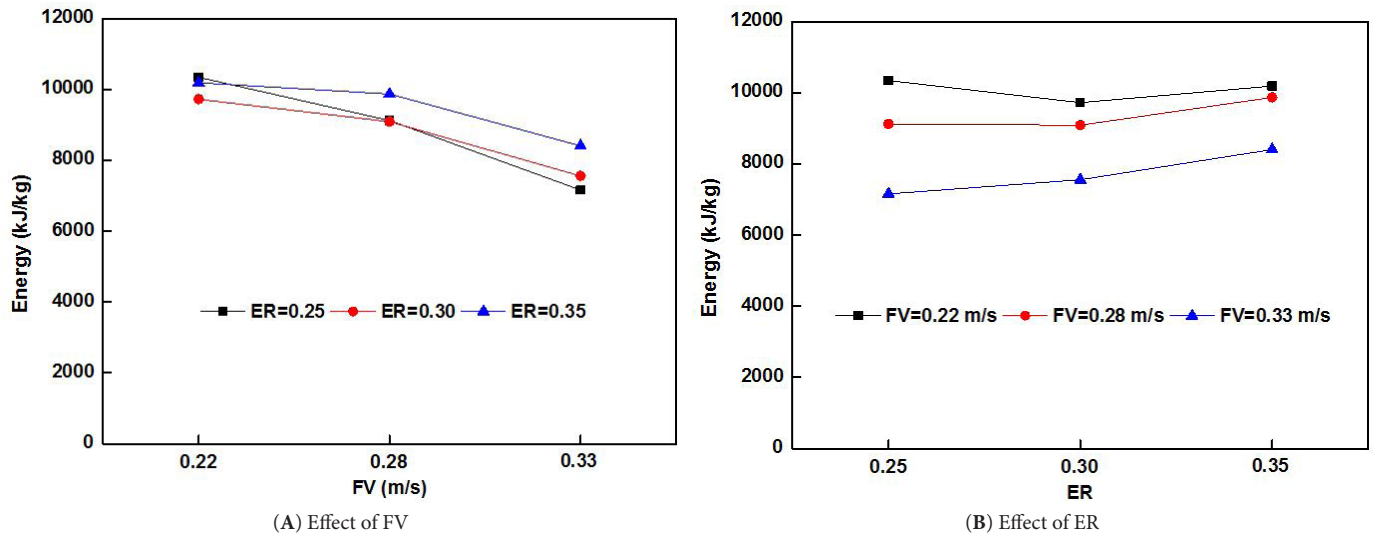 12000
10000
8000
6000
4000
2000
0
Energy (kJ/kg)
ER=0.25 ER=0.30 ER=0.35
0.22 0.28 0.33
FV (m/s)
(A) Effect of FV
12000
10000
8000
6000
4000
2000
0
Energy (kJ/kg)
FV=0.22 m/s FV=0.28 m/s FV=0.33 m/s
0.25 0.30 0.35
ER
(B) Effect of ER